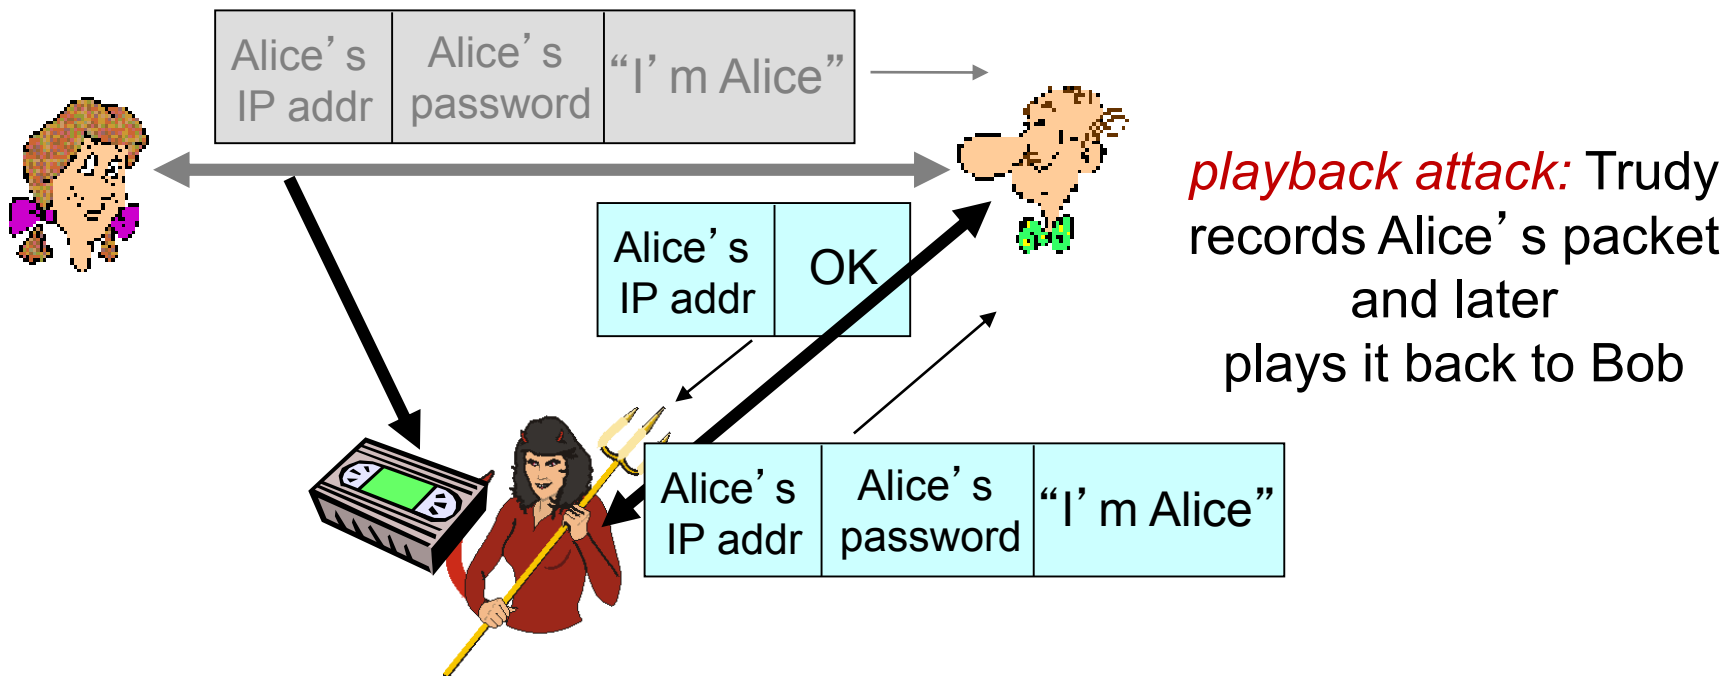 Alice’s
IP addr
Alice’s
password
“I’m Alice”
Alice’s
IP addr
OK
playback attack: Trudy
records Alice’s packet
and later
plays it back to Bob
Alice’s
IP addr
Alice’s
password
“I’m Alice”